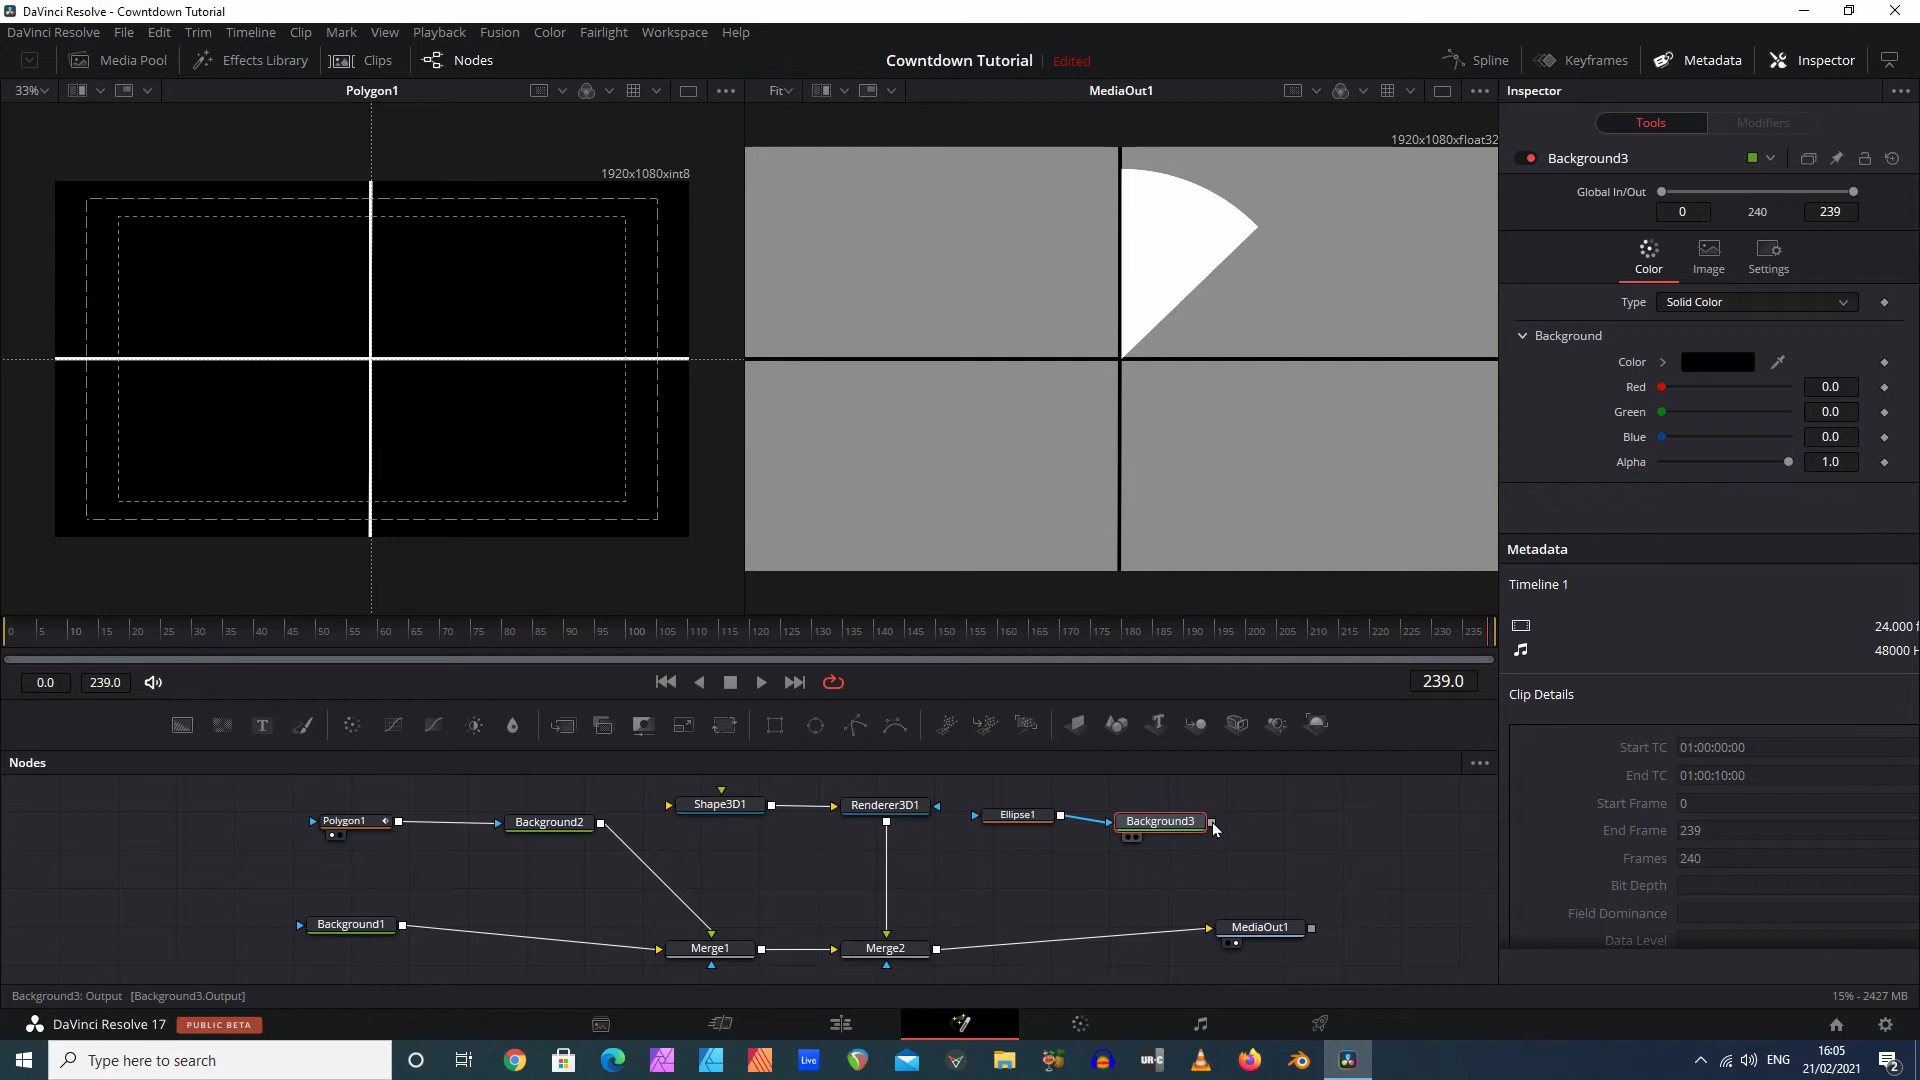 DaVinci Resolve - Cowntdown Tutorial
DaVinci Resolve File Edit Trim Timeline Clip Mark View Playback Fusion Color Fairlight Workspace Help
Media Pool Effects Library Clips Nodes Cowntdown Tutorial Edited Spline Keyframes Metadata Inspector
33% Polygon1 Fit MediaOut1 Inspector
1920x1080xint8
1920x1080xfloat32
Tools Modifiers
Background3
Global In/Out
0 240 239
Color Image Settings
Type Solid Color
Background
Color
Red 0.0
Green 0.0
Blue 0.0
Alpha 1.0
Metadata
Timeline 1
24.000 f
48000 H
Clip Details
Start TC 01:00:00:00
End TC 01:00:10:00
Start Frame 0
End Frame 239
Frames 240
Bit Depth
Field Dominance
Data Level
0 5 10 15 20 25 30 35 40 45 50 55 60 65 70 75 80 85 90 95 100 105 110 115 120 125 130 135 140 145 150 155 160 165 170 175 180 185 190 195 200 205 210 215 220 225 230 235
0.0 239.0 239.0
T
Nodes
Shape3D1 Renderer3D1 Ellipse1 Background3
Polygon1 Background2
Background1 Merge1 Merge2 MediaOut1
Background3: Output [Background3.Output] 15% - 2427 MB
DaVinci Resolve 17 PUBLIC BETA
Type here to search Live UR-C ENG 16:05
21/02/2021 2